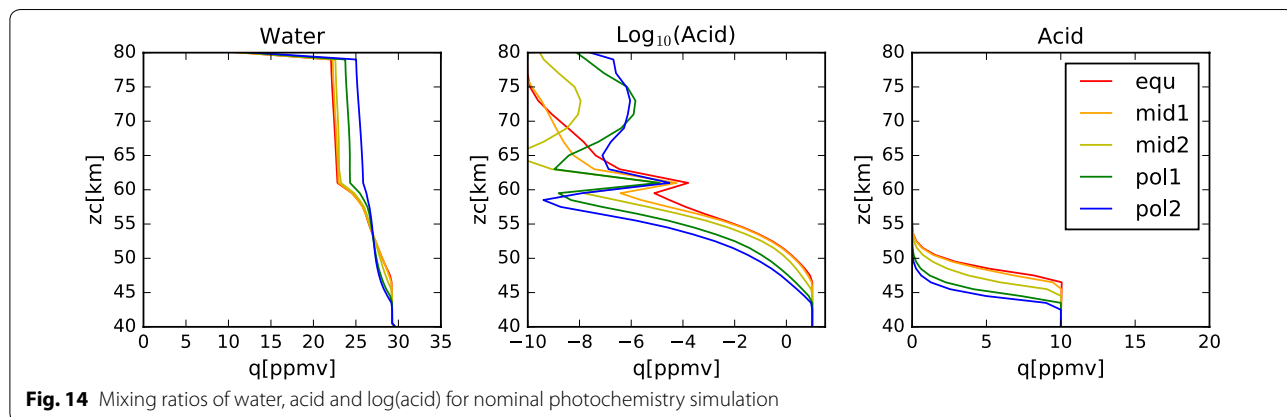 Water
80
75
70
65
60
55
50
45
40
zc[km]
0 5 10 15 20 25 30 35
q[ppmv]
Log₁₀(Acid)
80
75
70
65
60
55
50
45
40
zc[km]
−10 −8 −6 −4 −2 0
q[ppmv]
Acid
80
75
70
65
60
55
50
45
40
zc[km]
0 5 10 15 20
q[ppmv]
equ
mid1
mid2
pol1
pol2
Fig. 14 Mixing ratios of water, acid and log(acid) for nominal photochemistry simulation